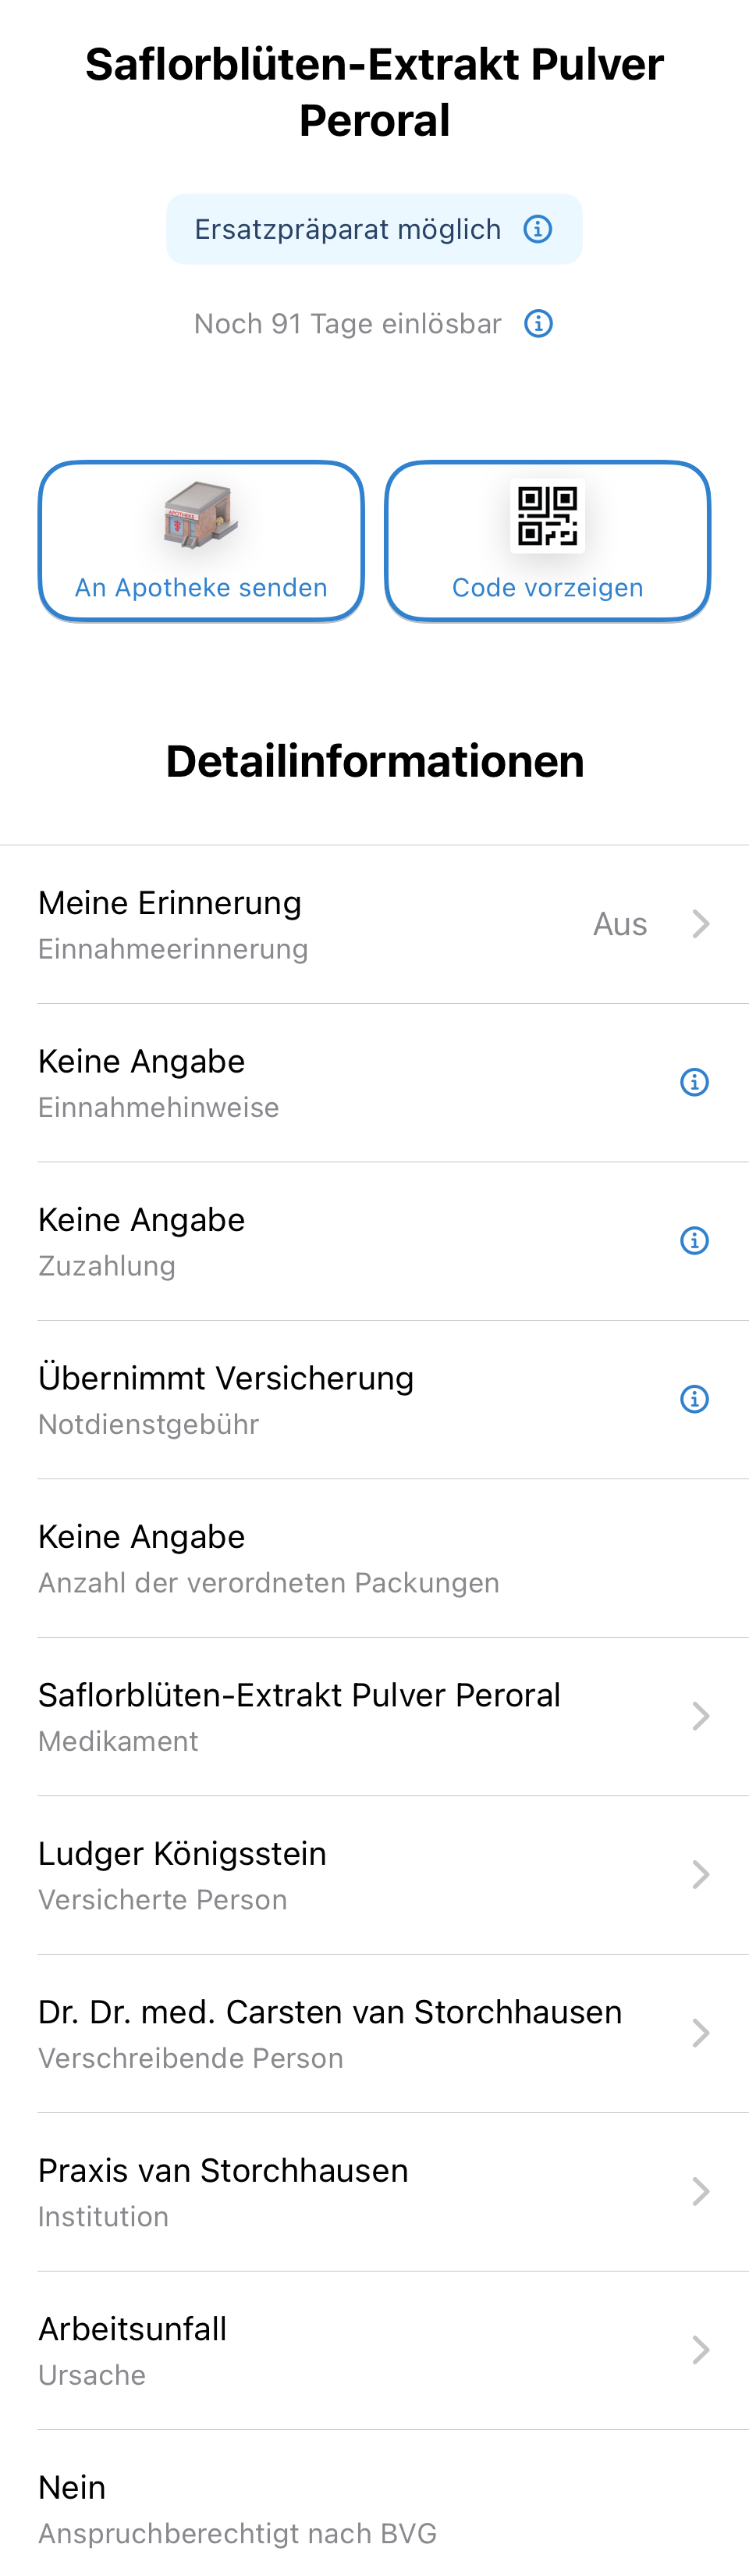 Saflorblüten-Extrakt Pulver
Peroral
Ersatzpräparat möglich
Noch 91 Tage einlösbar
APOTHEKE
An Apotheke senden
Code vorzeigen
Detailinformationen
Meine Erinnerung
Aus
Einnahmeerinnerung
Keine Angabe
Einnahmehinweise
Keine Angabe
Zuzahlung
Übernimmt Versicherung
Notdienstgebühr
Keine Angabe
Anzahl der verordneten Packungen
Saflorblüten-Extrakt Pulver Peroral
Medikament
Ludger Königsstein
Versicherte Person
Dr. Dr. med. Carsten van Storchhausen
Verschreibende Person
Praxis van Storchhausen
Institution
Arbeitsunfall
Ursache
Nein
Anspruchberechtigt nach BVG